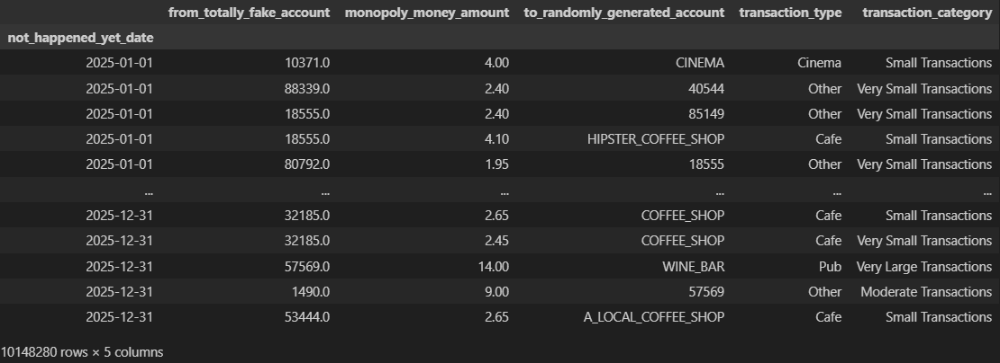 from_totally_fake_account monopoly_money_amount to_randomly_generated_account transaction_type transaction_category
not_happened_yet_date
2025-01-01 10371.0 4.00 CINEMA Cinema Small Transactions
2025-01-01 88339.0 2.40 40544 Other Very Small Transactions
2025-01-01 18555.0 2.40 85149 Other Very Small Transactions
2025-01-01 18555.0 4.10 HIPSTER_COFFEE_SHOP Cafe Small Transactions
2025-01-01 80792.0 1.95 18555 Other Very Small Transactions
... ... ... ... ... ...
2025-12-31 32185.0 2.65 COFFEE_SHOP Cafe Small Transactions
2025-12-31 32185.0 2.45 COFFEE_SHOP Cafe Very Small Transactions
2025-12-31 57569.0 14.00 WINE_BAR Pub Very Large Transactions
2025-12-31 1490.0 9.00 57569 Other Moderate Transactions
2025-12-31 53444.0 2.65 A_LOCAL_COFFEE_SHOP Cafe Small Transactions
10148280 rows × 5 columns